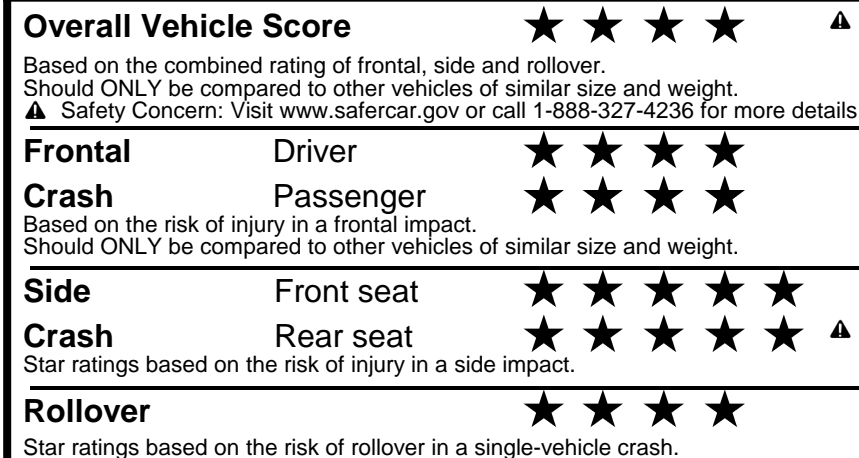 Overall Vehicle Score ★ ★ ★ ★ ⚠
Based on the combined rating of frontal, side and rollover.
Should ONLY be compared to other vehicles of similar size and weight.
⚠ Safety Concern: Visit www.safercar.gov or call 1-888-327-4236 for more details
Frontal Driver ★ ★ ★ ★
Crash Passenger ★ ★ ★ ★
Based on the risk of injury in a frontal impact.
Should ONLY be compared to other vehicles of similar size and weight.
Side Front seat ★ ★ ★ ★ ★
Crash Rear seat ★ ★ ★ ★ ★ ⚠
Star ratings based on the risk of injury in a side impact.
Rollover ★ ★ ★ ★
Star ratings based on the risk of rollover in a single-vehicle crash.